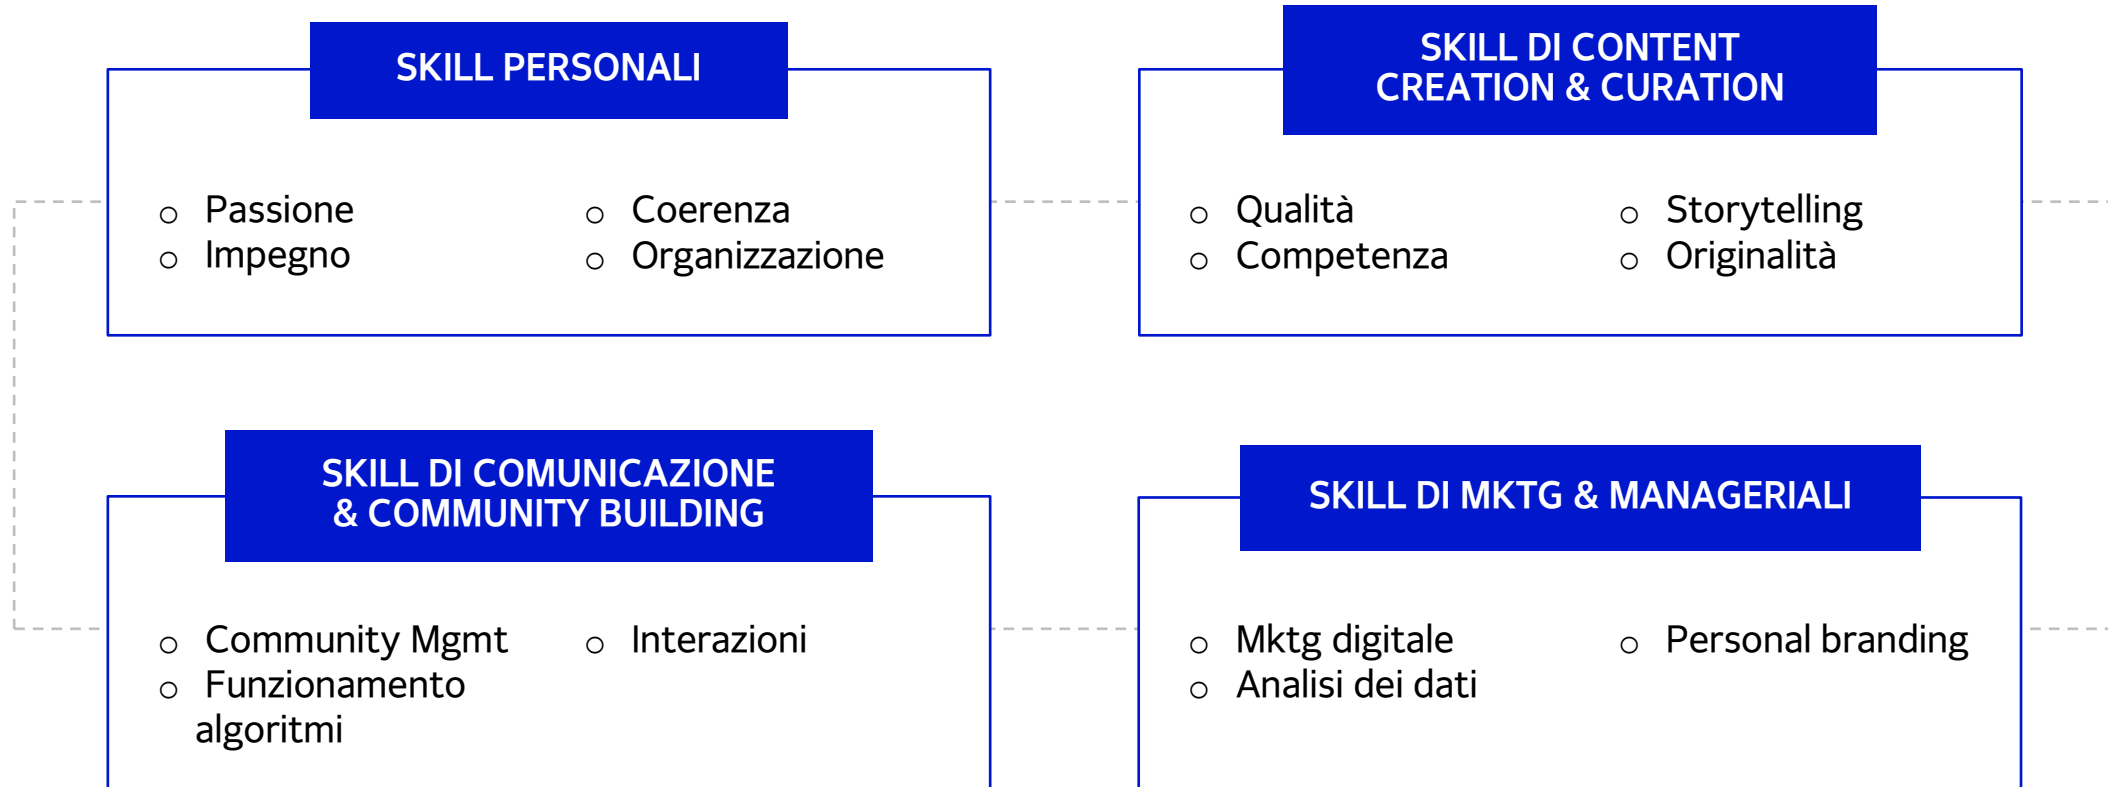 SKILL PERSONALI
○ Passione
○ Impegno
○ Coerenza
○ Organizzazione
SKILL DI CONTENT
CREATION & CURATION
○ Qualità
○ Competenza
○ Storytelling
○ Originalità
SKILL DI COMUNICAZIONE
& COMMUNITY BUILDING
○ Community Mgmt
○ Funzionamento
algoritmi
○ Interazioni
SKILL DI MKTG & MANAGERIALI
○ Mktg digitale
○ Analisi dei dati
○ Personal branding